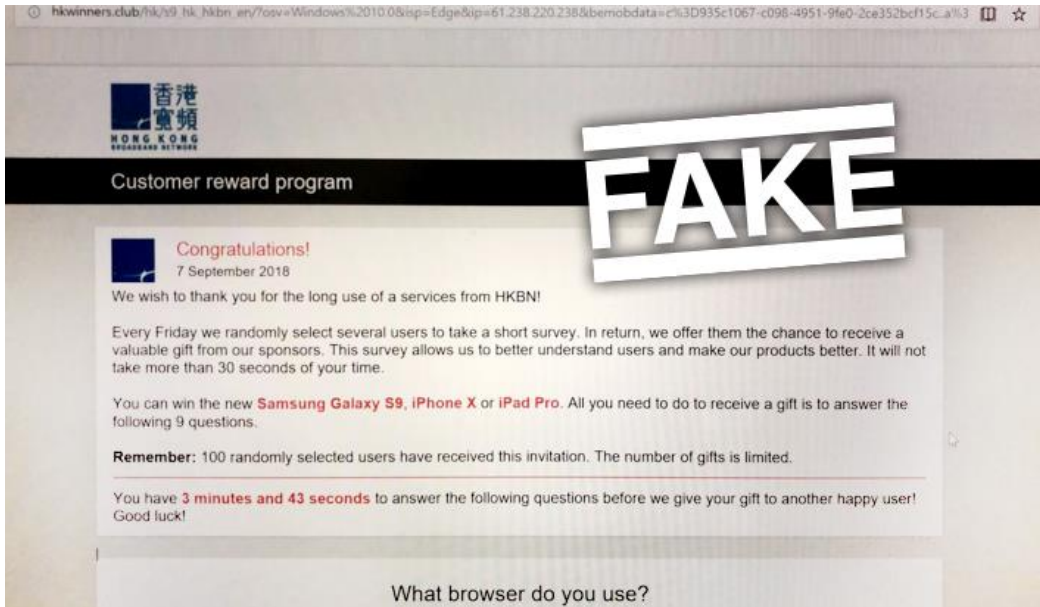 hkwinners.club/hk/s9_hk_hkbn_en/?osv=Windows%2010.0&isp=Edge&ip=61.238.220.238&bemobdata=c%3D935c1067-c098-4951-9fe0-2ce352bcf15c..a%3
香港
寬頻
HONG KONG
BROADBAND NETWORK
FAKE
Customer reward program
Congratulations!
7 September 2018
We wish to thank you for the long use of a services from HKBN!
Every Friday we randomly select several users to take a short survey. In return, we offer them the chance to receive a
valuable gift from our sponsors. This survey allows us to better understand users and make our products better. It will not
take more than 30 seconds of your time.
You can win the new Samsung Galaxy S9, iPhone X or iPad Pro. All you need to do to receive a gift is to answer the
following 9 questions.
Remember: 100 randomly selected users have received this invitation. The number of gifts is limited.
You have 3 minutes and 43 seconds to answer the following questions before we give your gift to another happy user!
Good luck!
What browser do you use?